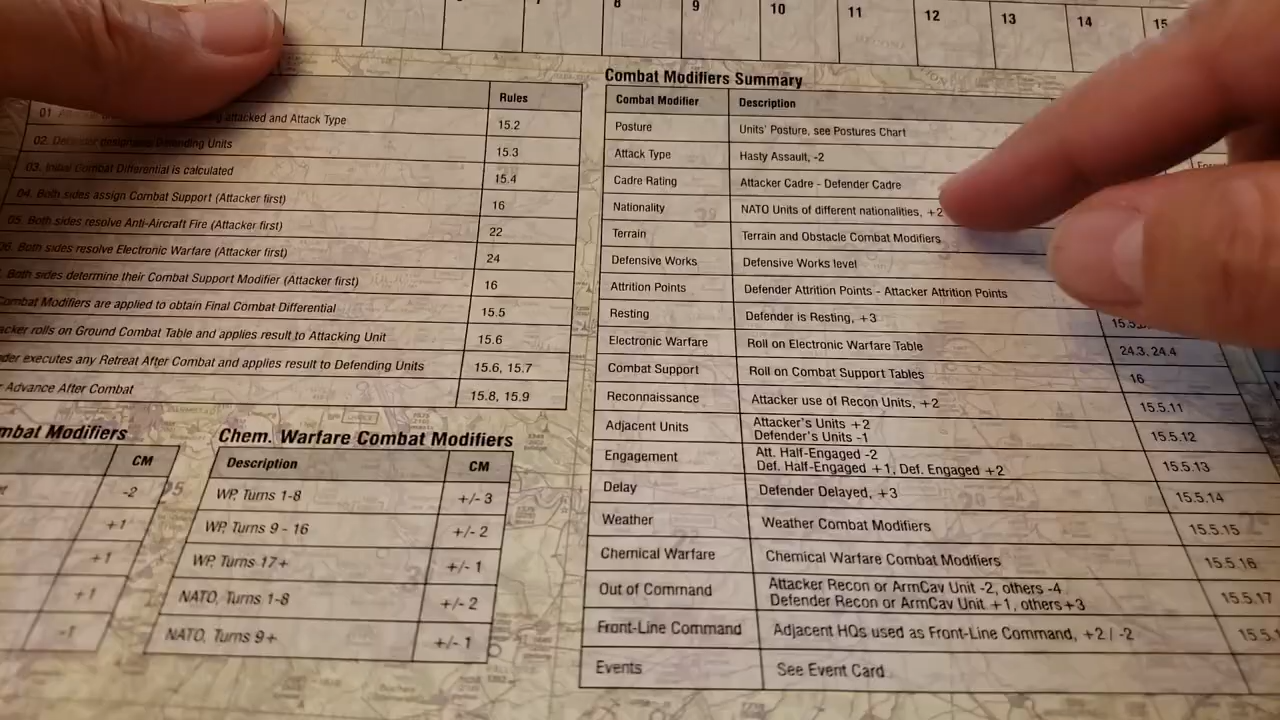 8 9 10 11 12 13 14 15
Rules
01. attacked and Attack Type 15.2
02. Defender designates Defending Units 15.3
03. Initial Combat Differential is calculated 15.4
04. Both sides assign Combat Support (Attacker first) 16
05. Both sides resolve Anti-Aircraft Fire (Attacker first) 22
06. Both sides resolve Electronic Warfare (Attacker first) 24
Both sides determine their Combat Support Modifier (Attacker first) 16
Combat Modifiers are applied to obtain Final Combat Differential 15.5
rolls on Ground Combat Table and applies result to Attacking Unit 15.6
executes any Retreat After Combat and applies result to Defending Units 15.6, 15.7
Advance After Combat 15.8, 15.9
Modifiers
CM
-2
+1
+1
+1
-1
Chem. Warfare Combat Modifiers
Description CM
WP, Turns 1-8 +/- 3
WP, Turns 9 - 16 +/- 2
WP, Turns 17+ +/- 1
NATO, Turns 1-8 +/- 2
NATO, Turns 9+ +/- 1
Combat Modifiers Summary
Combat Modifier Description
Posture Units' Posture, see Postures Chart
Attack Type Hasty Assault, -2
Cadre Rating Attacker Cadre - Defender Cadre
Nationality NATO Units of different nationalities, +2
Terrain Terrain and Obstacle Combat Modifiers
Defensive Works Defensive Works level
Attrition Points Defender Attrition Points - Attacker Attrition Points
Resting Defender is Resting, +3
Electronic Warfare Roll on Electronic Warfare Table 24.3, 24.4
Combat Support Roll on Combat Support Tables 16
Reconnaissance Attacker use of Recon Units, +2 15.5.11
Adjacent Units Attacker's Units +2 15.5.12
Defender's Units -1
Engagement Att. Half-Engaged -2 15.5.13
Def. Half-Engaged +1, Def. Engaged +2
Delay Defender Delayed, +3 15.5.14
Weather Weather Combat Modifiers 15.5.15
Chemical Warfare Chemical Warfare Combat Modifiers 15.5.16
Out of Command Attacker Recon or ArmCav Unit -2, others -4 15.5.17
Defender Recon or ArmCav Unit +1, others +3
Front-Line Command Adjacent HQs used as Front-Line Command, +2 / -2
Events See Event Card